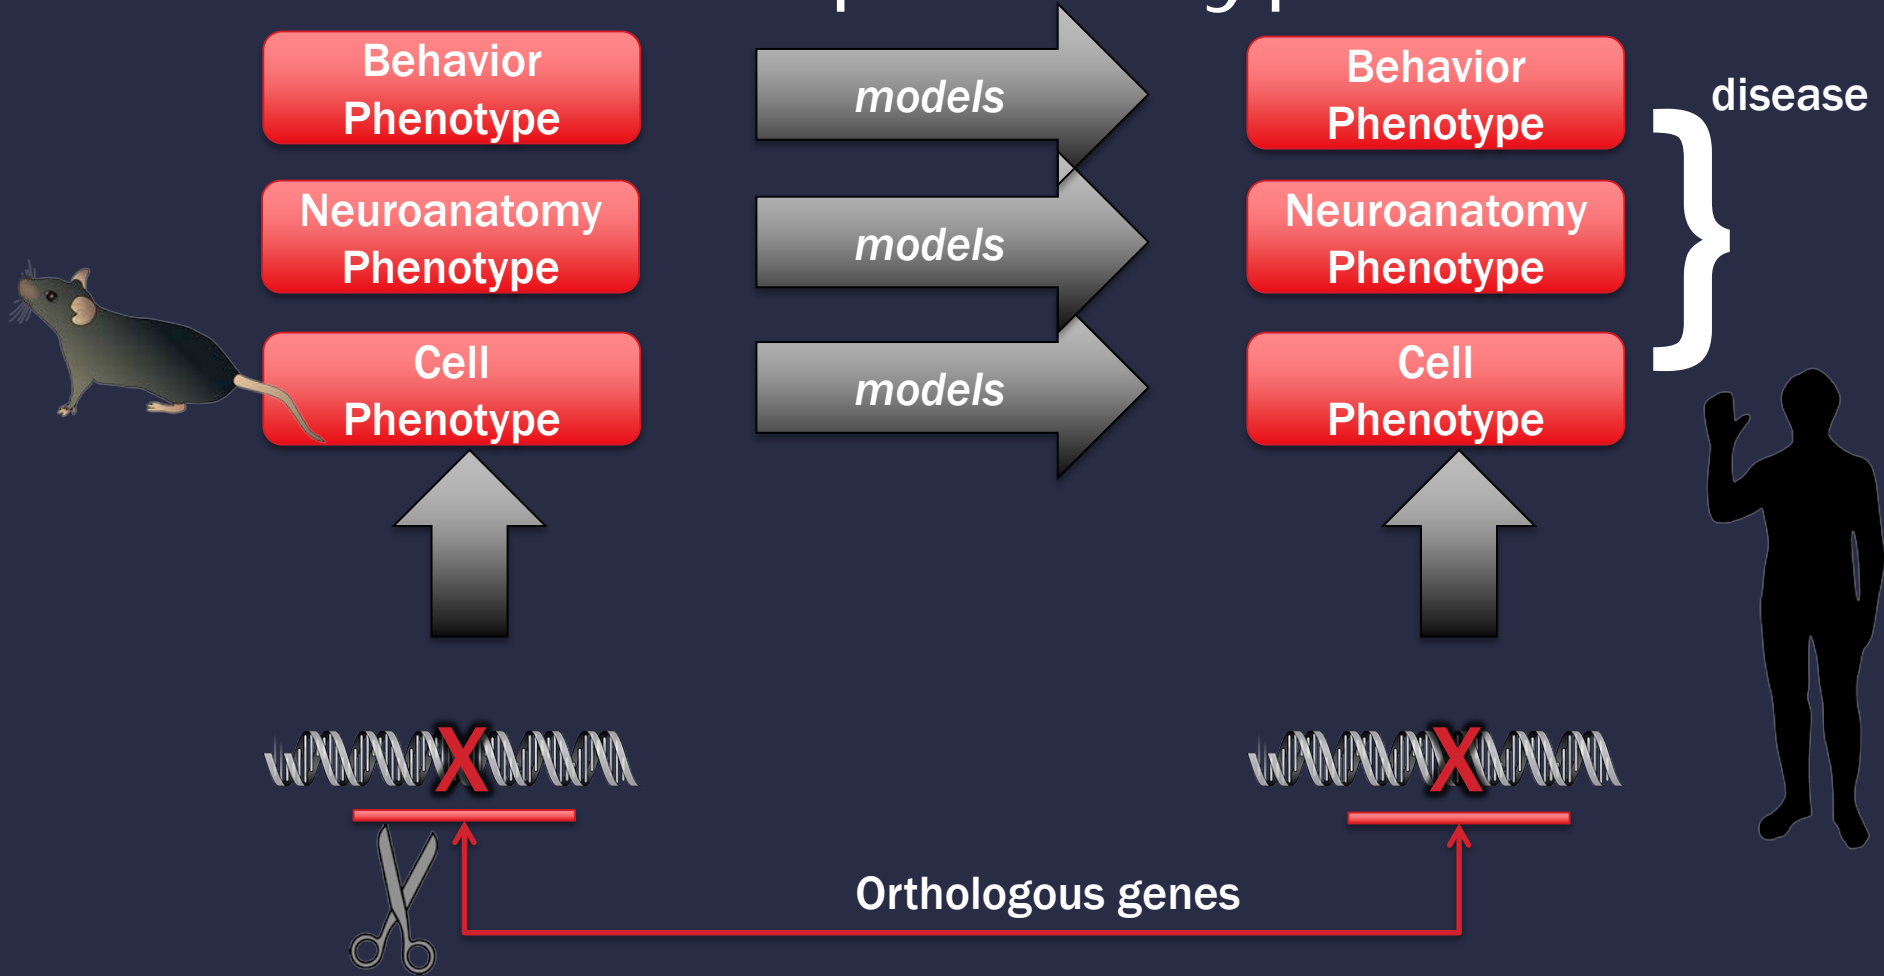 Behavior
Phenotype
models
Behavior
Phenotype
disease
}
Neuroanatomy
Phenotype
models
Neuroanatomy
Phenotype
Cell
Phenotype
models
Cell
Phenotype
X
X
Orthologous genes